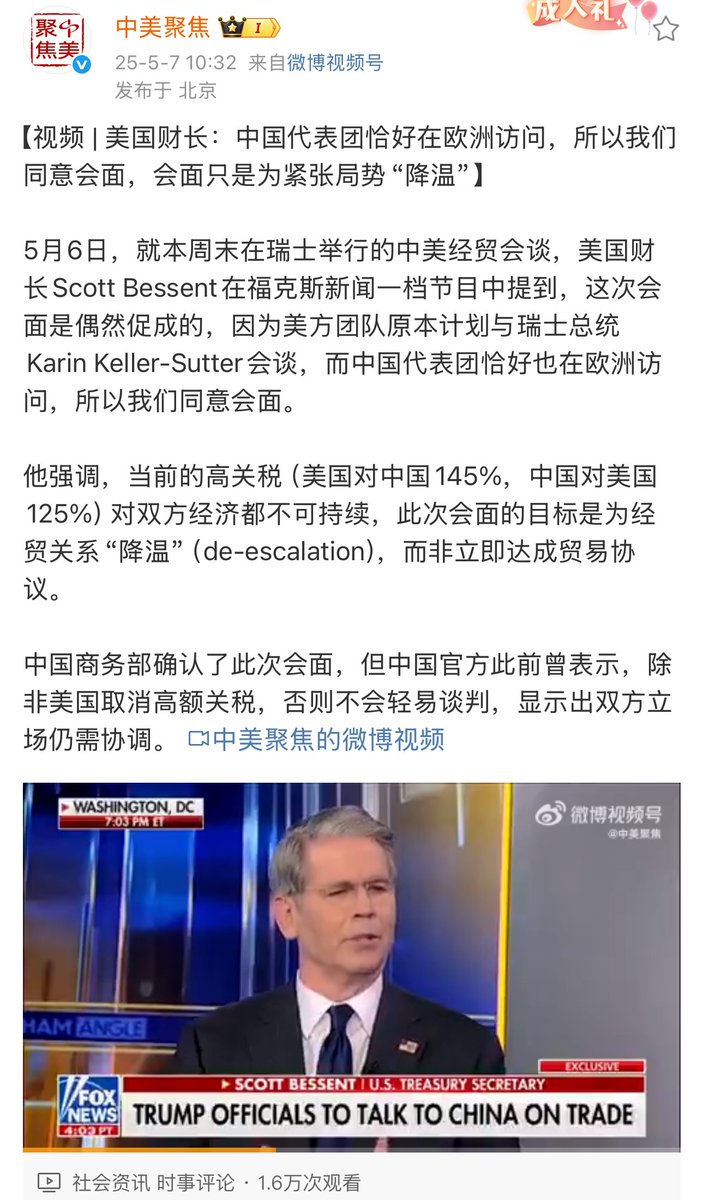 聚中
焦美
中美聚焦
I
成人礼
25-5-7 10:32 来自微博视频号
发布于 北京
【视频 | 美国财长：中国代表团恰好在欧洲访问，所以我们
同意会面，会面只是为紧张局势“降温”】
5月6日，就本周末在瑞士举行的中美经贸会谈，美国财
长Scott Bessent在福克斯新闻一档节目中提到，这次会
面是偶然促成的，因为美方团队原本计划与瑞士总统
Karin Keller-Sutter会谈，而中国代表团恰好也在欧洲访
问，所以我们同意会面。
他强调，当前的高关税（美国对中国145%，中国对美国
125%）对双方经济都不可持续，此次会面的目标是为经
贸关系“降温”（de-escalation），而非立即达成贸易协
议。
中国商务部确认了此次会面，但中国官方此前曾表示，除
非美国取消高额关税，否则不会轻易谈判，显示出双方立
场仍需协调。 中美聚焦的微博视频
WASHINGTON, DC
7:03 PM ET
微博视频号
@中美聚焦
HAM ANGLE
EXCLUSIVE
SCOTT BESSENT | U.S. TREASURY SECRETARY
FOX
NEWS
4:03 PT
TRUMP OFFICIALS TO TALK TO CHINA ON TRADE
社会资讯 时事评论 · 1.6万次观看